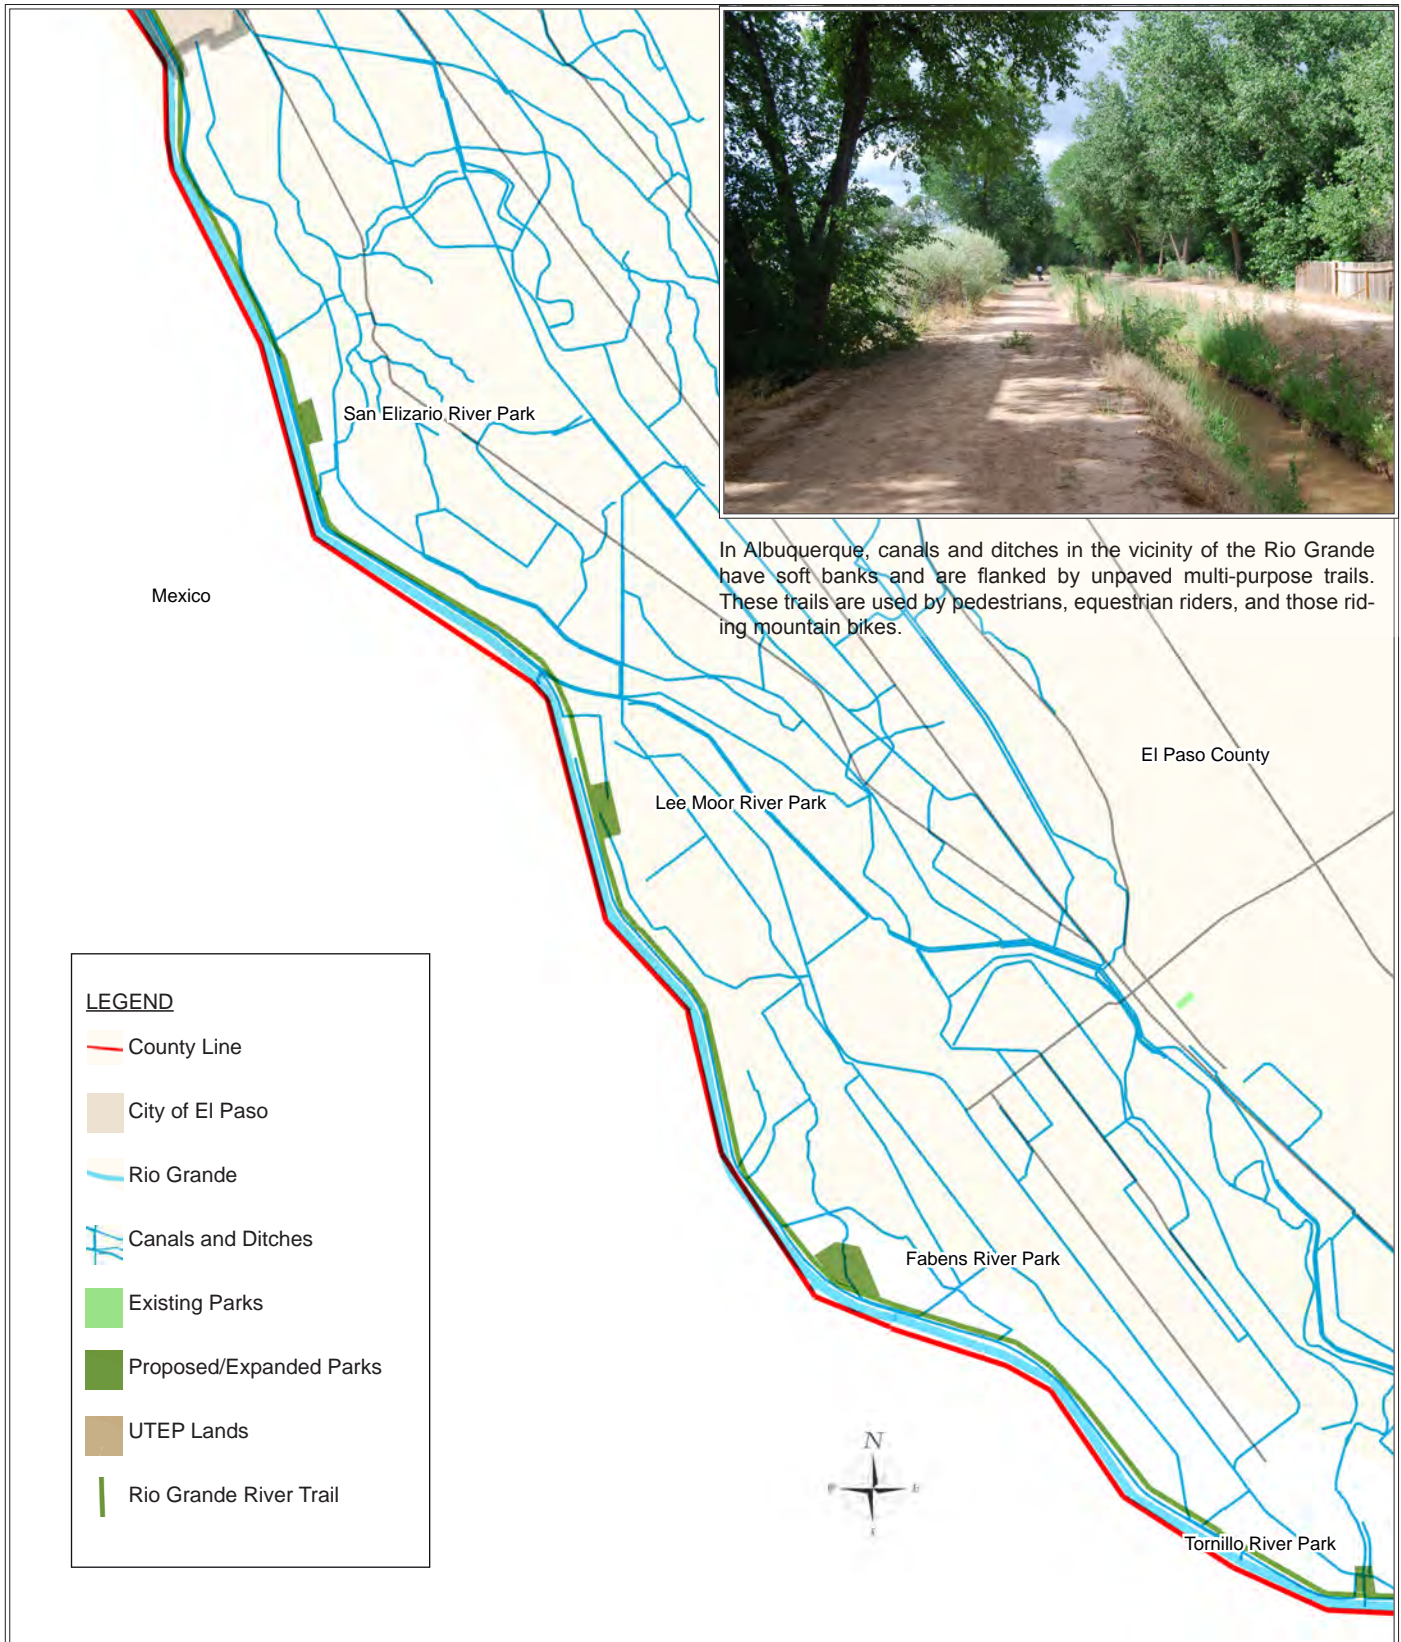 San Elizario River Park
In Albuquerque, canals and ditches in the vicinity of the Rio Grande
have soft banks and are flanked by unpaved multi-purpose trails.
These trails are used by pedestrians, equestrian riders, and those rid-
ing mountain bikes.
Mexico
El Paso County
Lee Moor River Park
LEGEND
County Line
City of El Paso
Rio Grande
Canals and Ditches
Existing Parks
Proposed/Expanded Parks
UTEP Lands
Rio Grande River Trail
Fabens River Park
N
Tornillo River Park